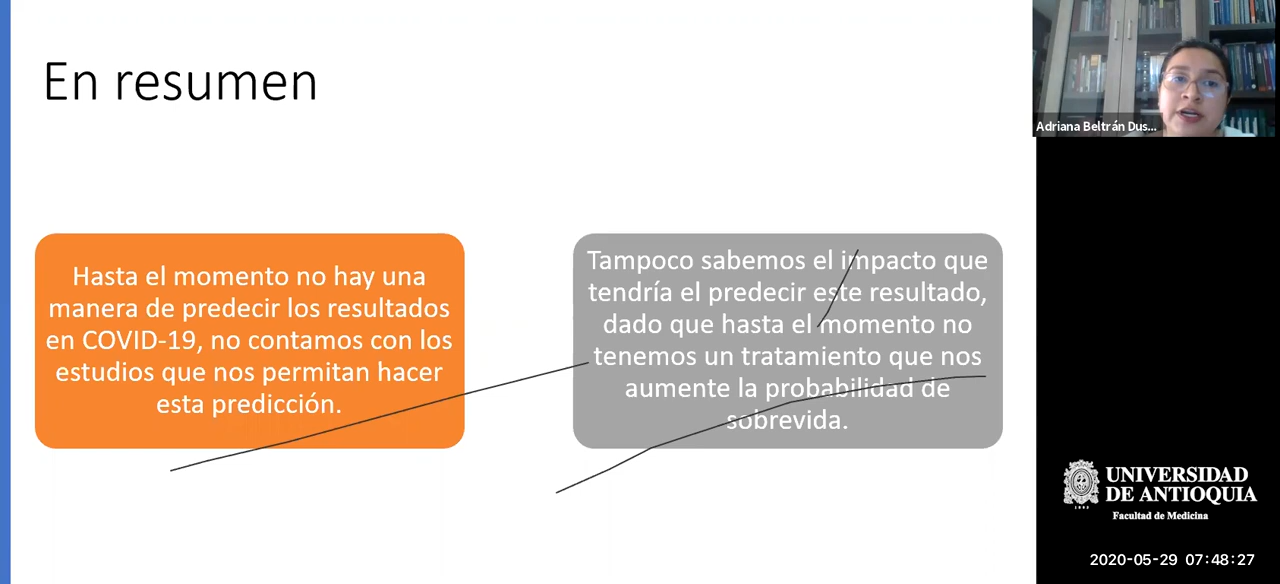 En resumen
Hasta el momento no hay una
manera de predecir los resultados
en COVID-19, no contamos con los
estudios que nos permitan hacer
esta predicción.
Tampoco sabemos el impacto que
tendría el predecir este resultado,
dado que hasta el momento no
tenemos un tratamiento que nos
aumente la probabilidad de
sobrevida.
Adriana Beltrán Dus...
UNIVERSIDAD
DE ANTIOQUIA
1803
Facultad de Medicina
2020-05-29 07:48:27